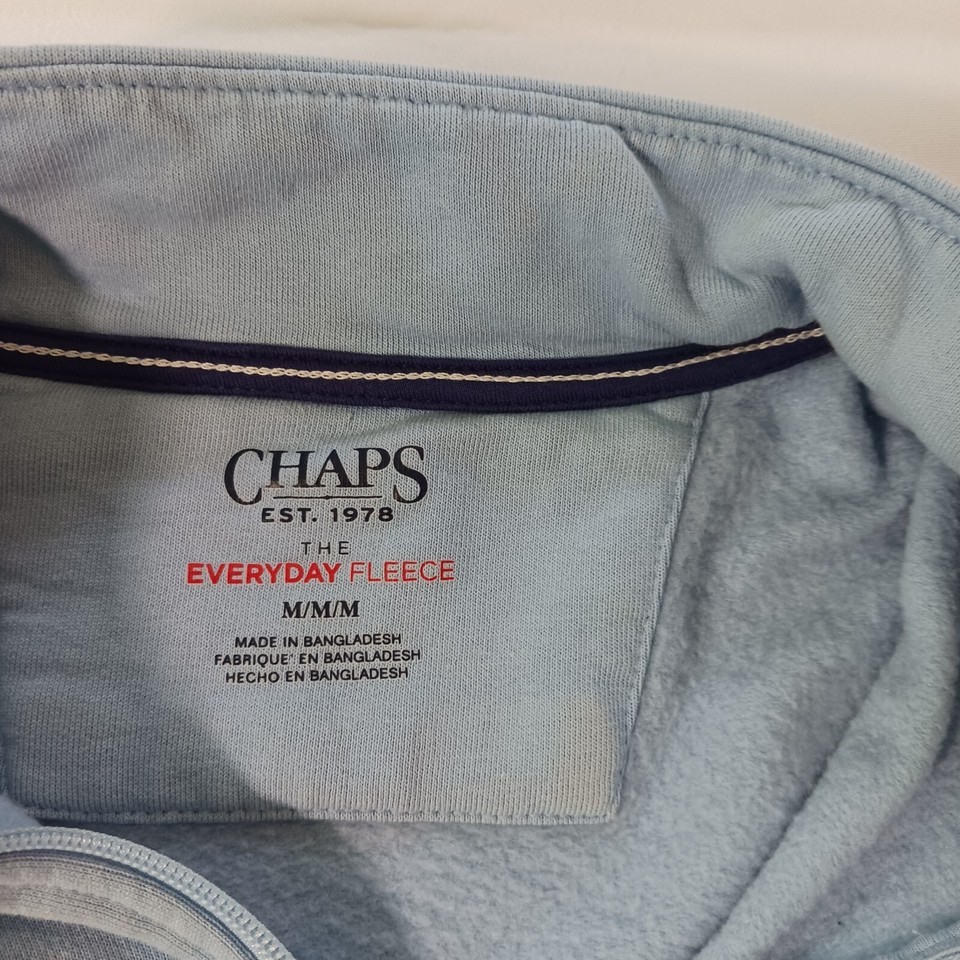 CHAPS
EST. 1978
THE
EVERYDAY FLEECE
M/M/M
MADE IN BANGLADESH
FABRIQUE' EN BANGLADESH
HECHO EN BANGLADESH